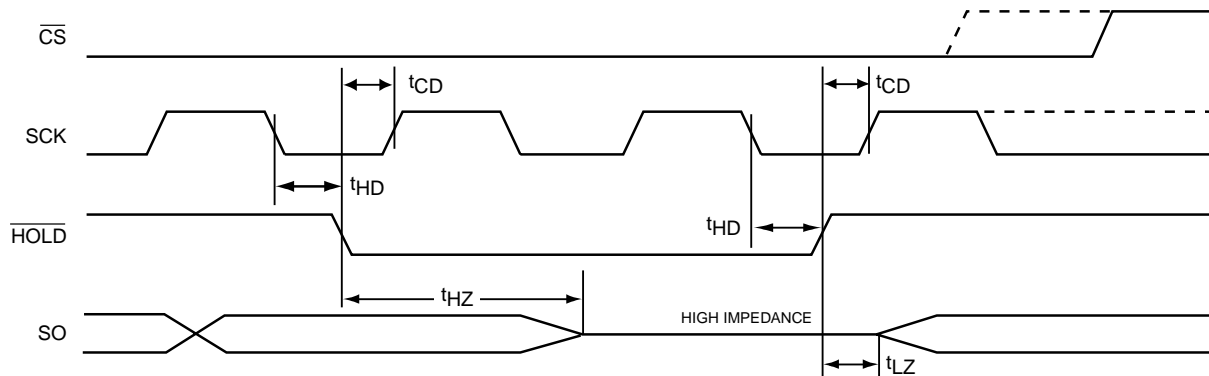 CS
tCD
tCD
SCK
tHD
HOLD
tHD
tHZ
SO
HIGH IMPEDANCE
tLZ